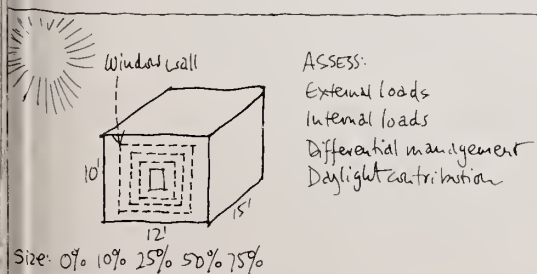 Window wall
10'
12'
15'
Size: 0% 10% 25% 50% 75%
ASSESS:
External loads
Internal loads
Differential management
Daylight contribution